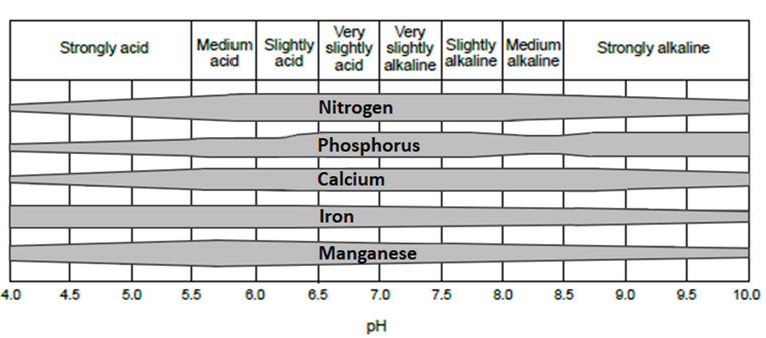 Strongly acid
Medium
acid
Slightly
acid
Very
slightly
acid
Very
slightly
alkaline
Slightly
alkaline
Medium
alkaline
Strongly alkaline
Nitrogen
Phosphorus
Calcium
Iron
Manganese
4.0 4.5 5.0 5.5 6.0 6.5 7.0 7.5 8.0 8.5 9.0 9.5 10.0
pH